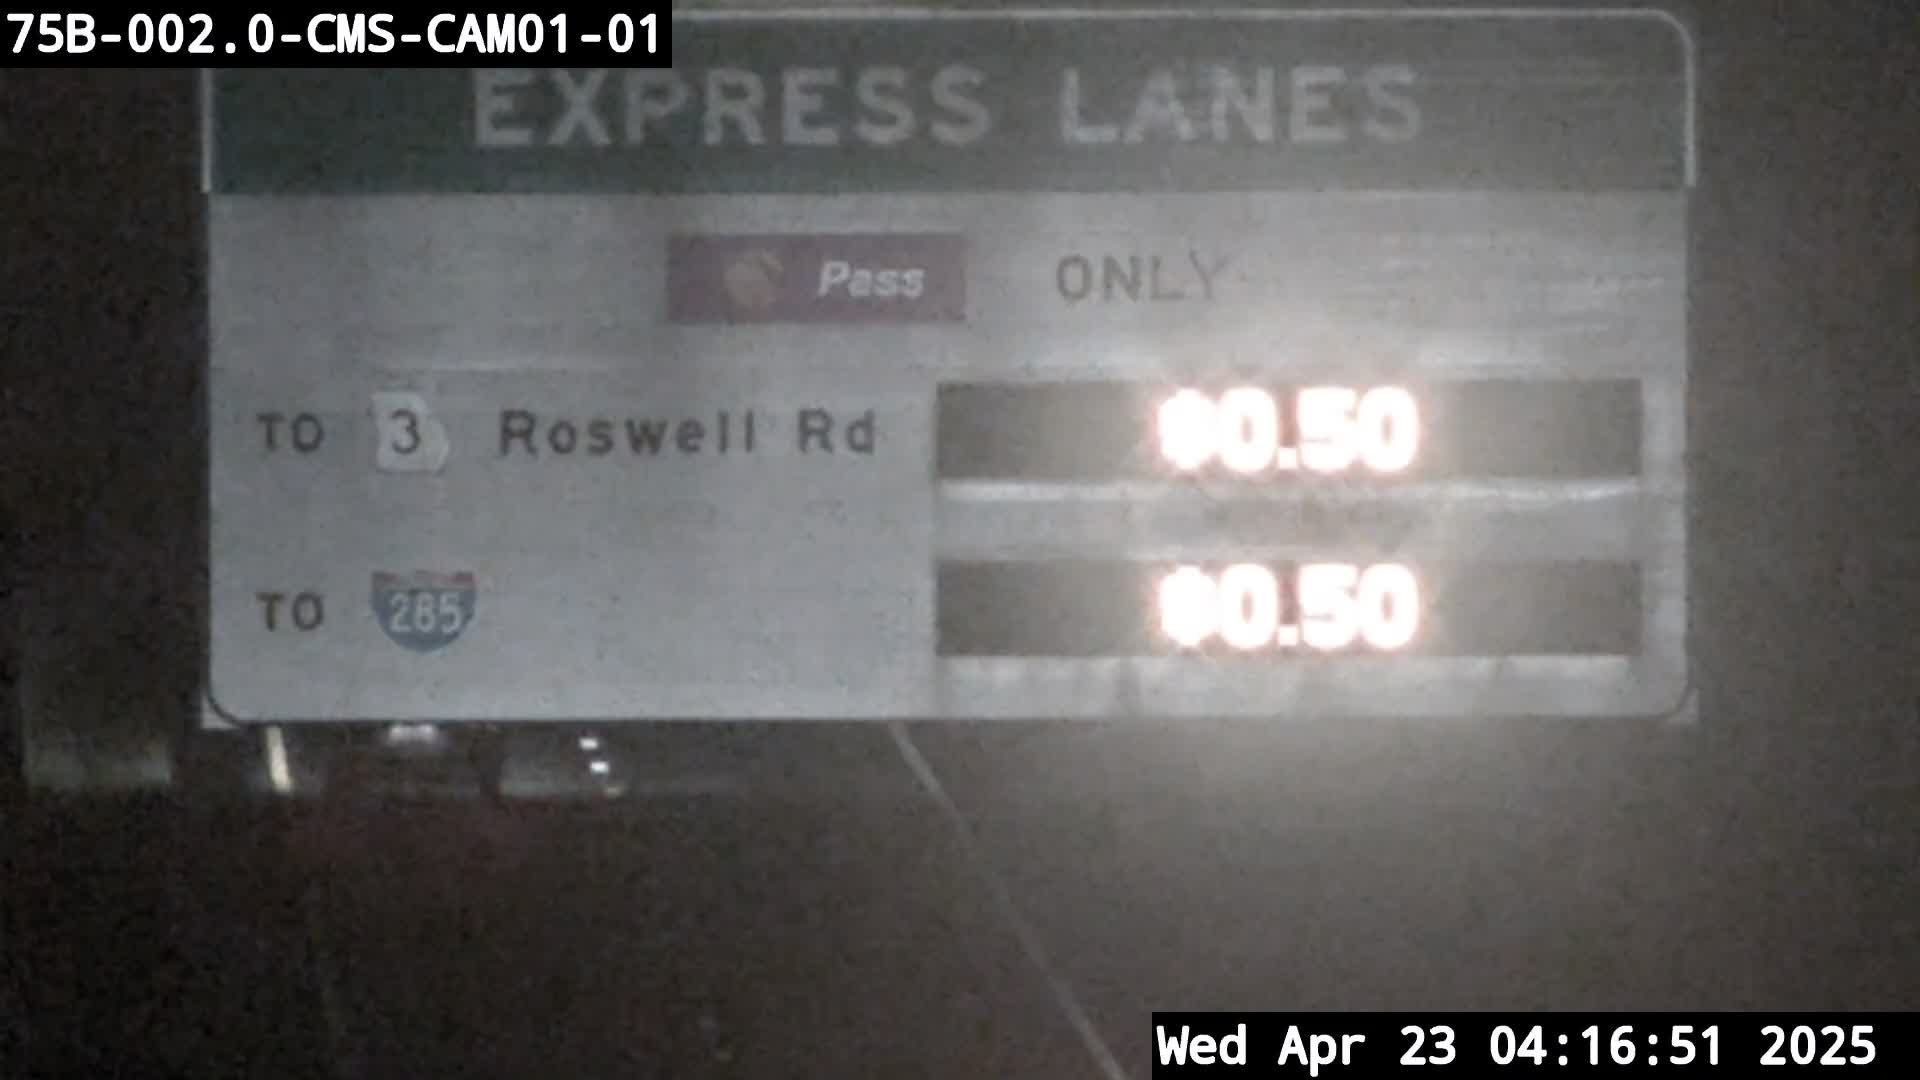 75B-002.0-CMS-CAM01-01
EXPRESS LANES
Pass ONLY
TO 3 Roswell Rd $0.50
TO 285 $0.50
Wed Apr 23 04:16:51 2025